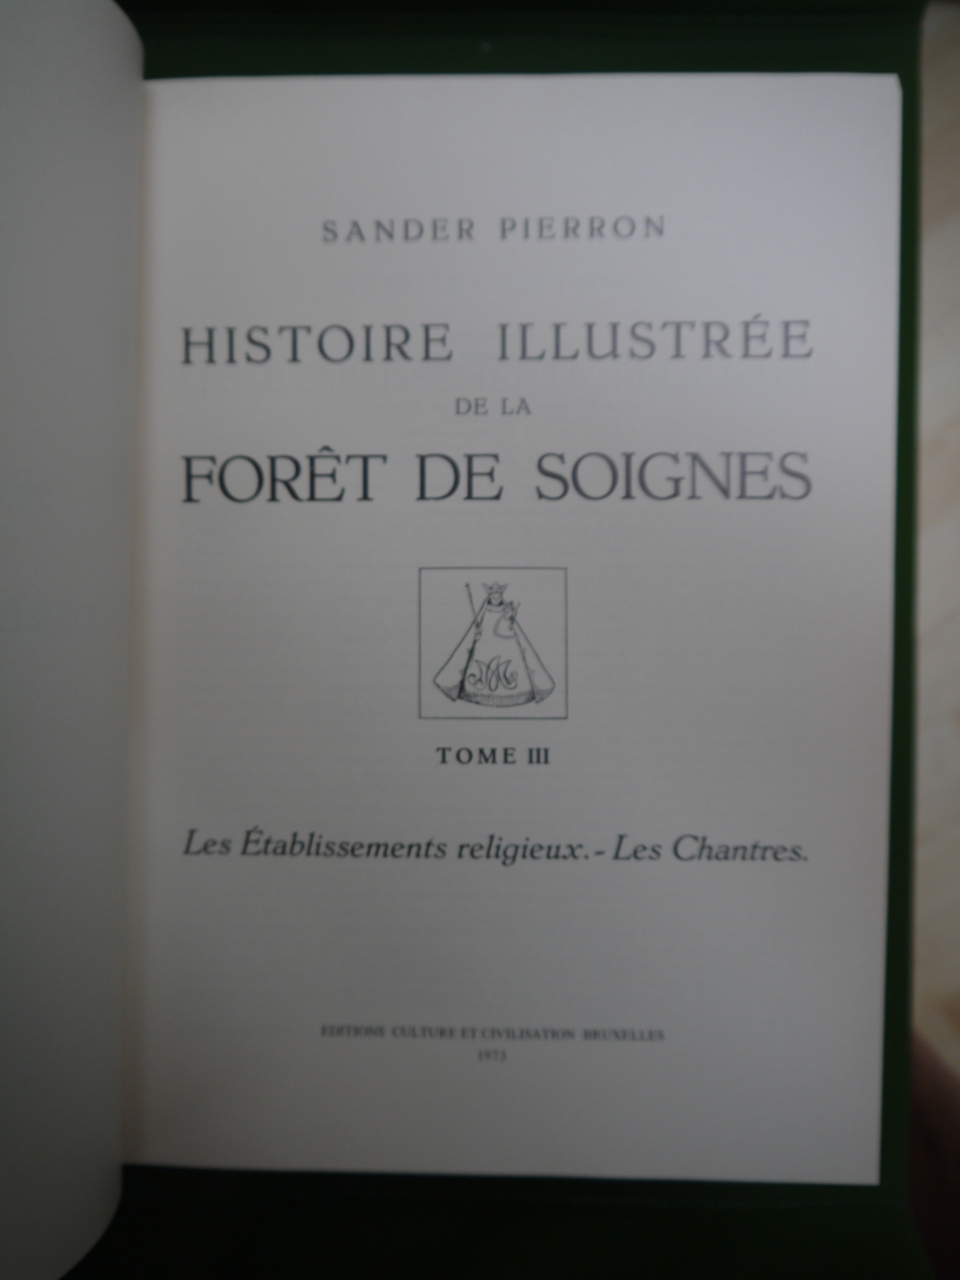 SANDER PIERRON
HISTOIRE ILLUSTRÉE
DE LA
FORÊT DE SOIGNES
TOME III
Les Établissements religieux. - Les Chantres.
EDITIONS CULTURE ET CIVILISATION BRUXELLES
1973